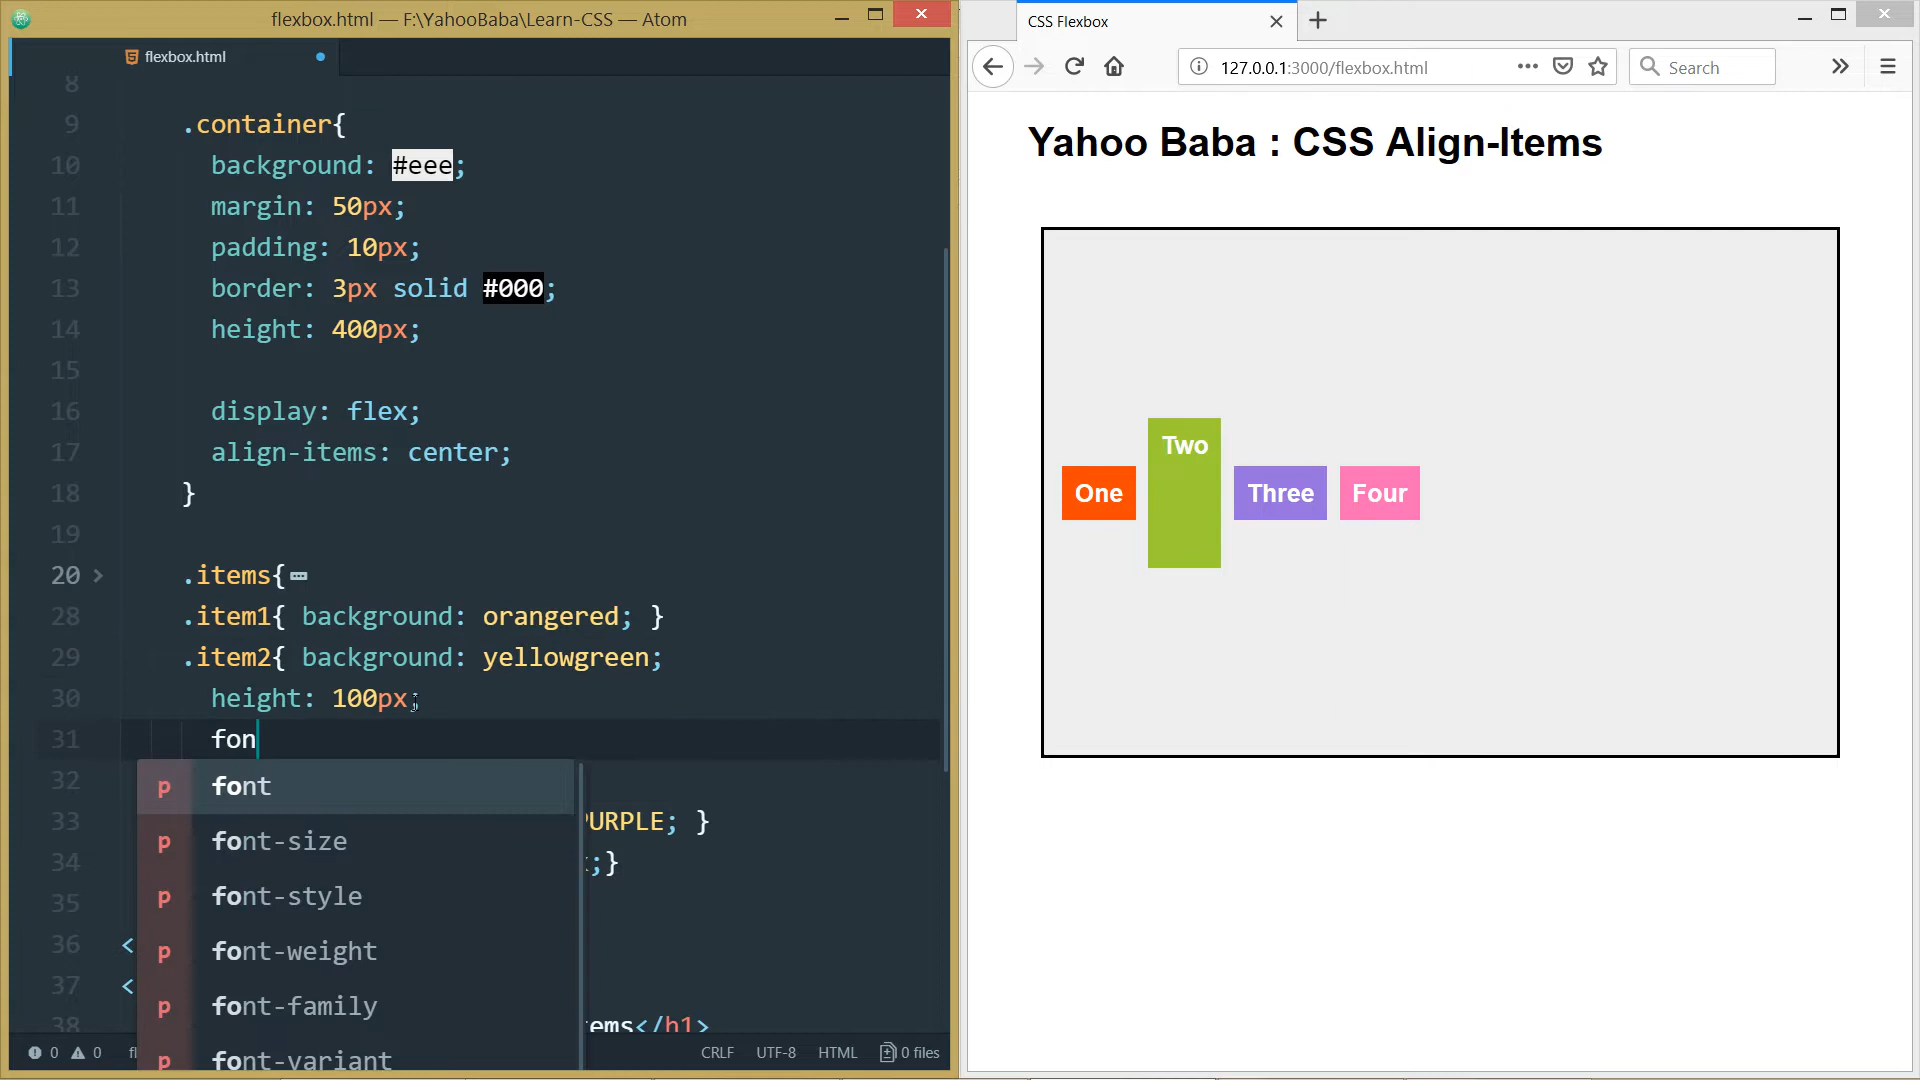 flexbox.html — F:\YahooBaba\Learn-CSS — Atom
flexbox.html
8
9 .container{
10 background: #eee;
11 margin: 50px;
12 padding: 10px;
13 border: 3px solid #000;
14 height: 400px;
15
16 display: flex;
17 align-items: center;
18 }
19
20 .items{
28 .item1{ background: orangered; }
29 .item2{ background: yellowgreen;
30 height: 100px;
31 fon
32
33 PURPLE; }
34 ;}
35
36 <
37 <
38 ems</h1>
p font
p font-size
p font-style
p font-weight
p font-family
p font-variant
0 0 fl CRLF UTF-8 HTML 0 files
CSS Flexbox
127.0.0.1:3000/flexbox.html
Search
Yahoo Baba : CSS Align-Items
One
Two
Three
Four